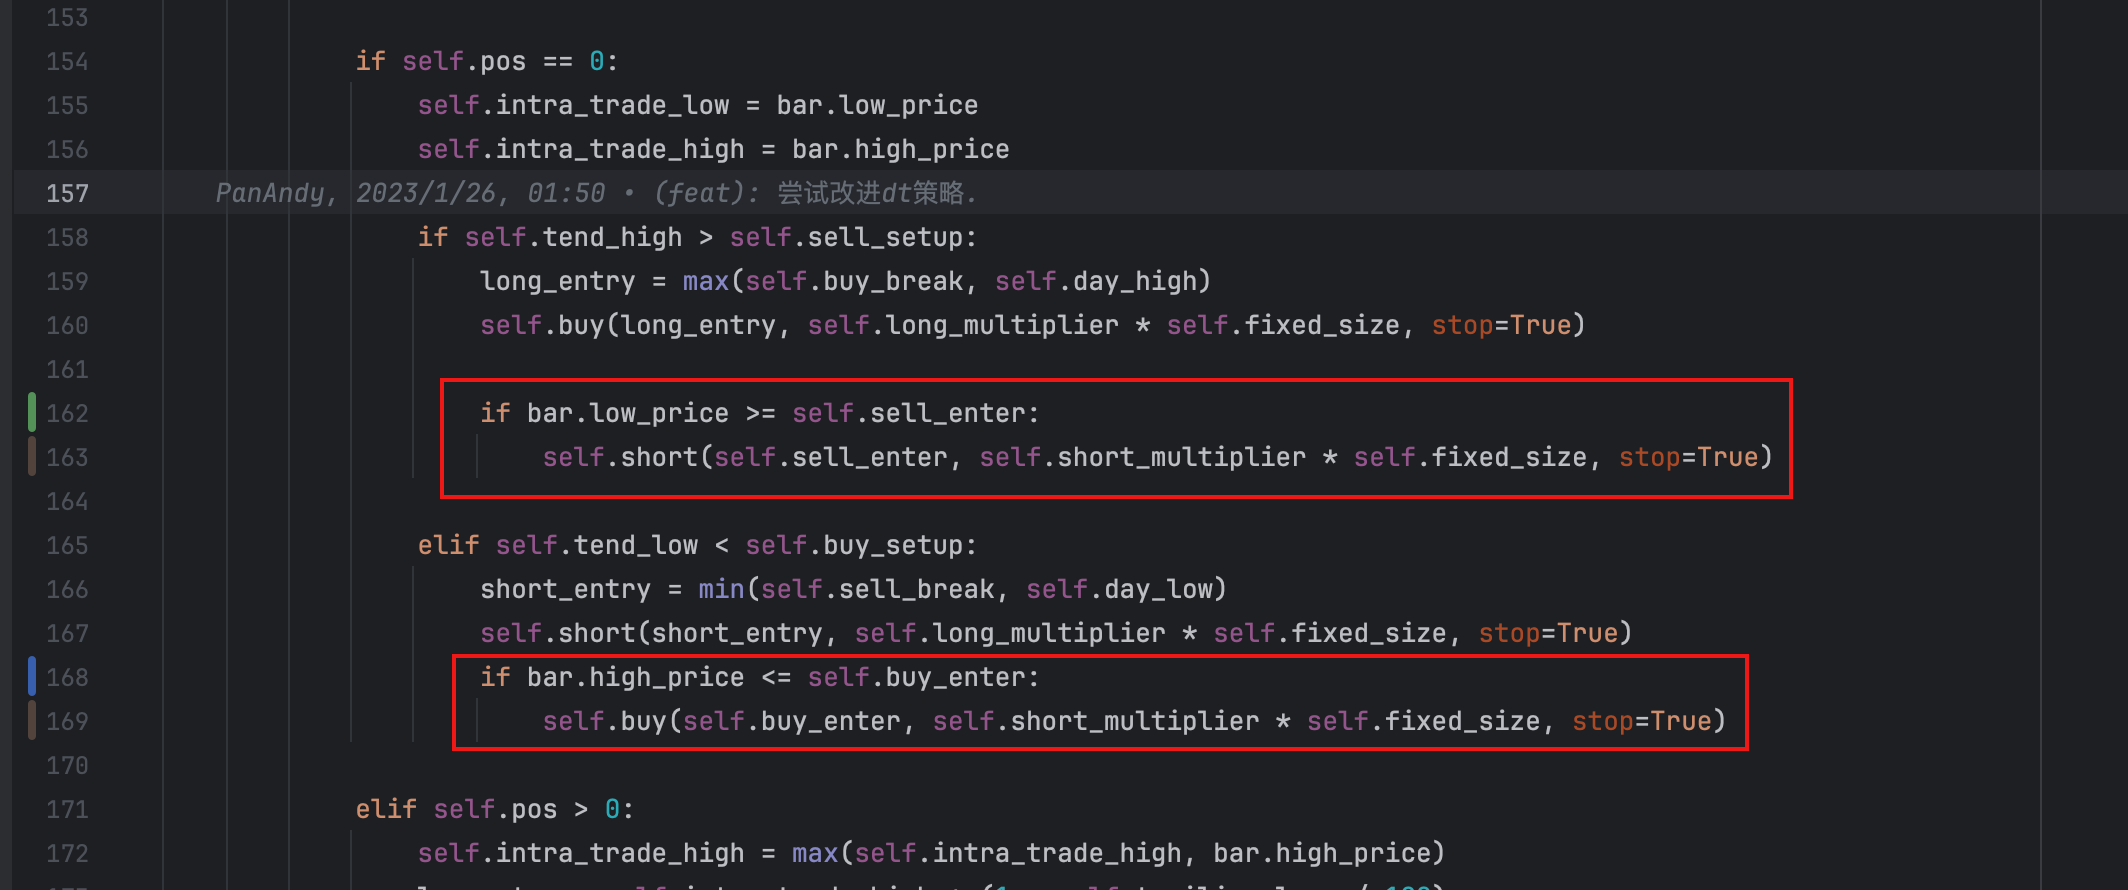 153
154 if self.pos == 0:
155 self.intra_trade_low = bar.low_price
156 self.intra_trade_high = bar.high_price
157 PanAndy, 2023/1/26, 01:50 • (feat): 尝试改进dt策略.
158 if self.tend_high > self.sell_setup:
159 long_entry = max(self.buy_break, self.day_high)
160 self.buy(long_entry, self.long_multiplier * self.fixed_size, stop=True)
161
162 if bar.low_price >= self.sell_enter:
163 self.short(self.sell_enter, self.short_multiplier * self.fixed_size, stop=True)
164
165 elif self.tend_low < self.buy_setup:
166 short_entry = min(self.sell_break, self.day_low)
167 self.short(short_entry, self.long_multiplier * self.fixed_size, stop=True)
168 if bar.high_price <= self.buy_enter:
169 self.buy(self.buy_enter, self.short_multiplier * self.fixed_size, stop=True)
170
171 elif self.pos > 0:
172 self.intra_trade_high = max(self.intra_trade_high, bar.high_price)